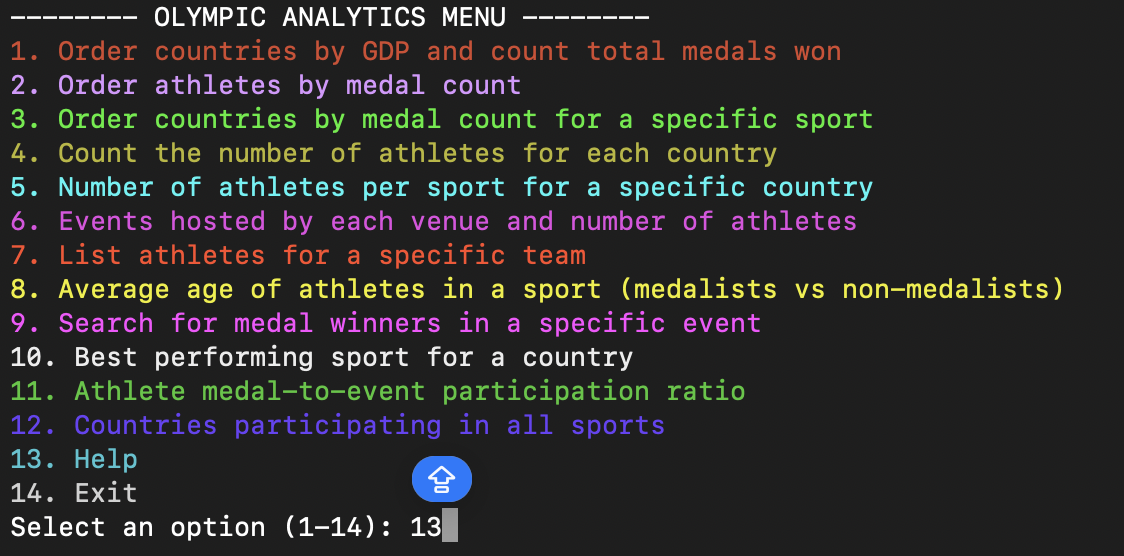 -------- OLYMPIC ANALYTICS MENU --------
1. Order countries by GDP and count total medals won
2. Order athletes by medal count
3. Order countries by medal count for a specific sport
4. Count the number of athletes for each country
5. Number of athletes per sport for a specific country
6. Events hosted by each venue and number of athletes
7. List athletes for a specific team
8. Average age of athletes in a sport (medalists vs non-medalists)
9. Search for medal winners in a specific event
10. Best performing sport for a country
11. Athlete medal-to-event participation ratio
12. Countries participating in all sports
13. Help
14. Exit
Select an option (1-14): 13